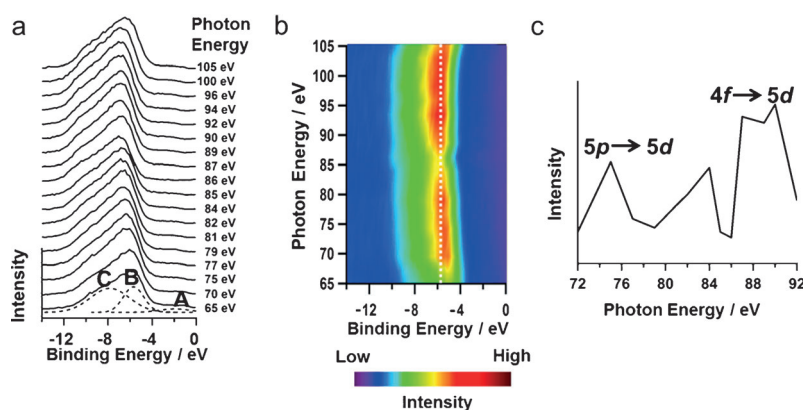 a
Photon
Energy
105 eV
100 eV
96 eV
94 eV
92 eV
90 eV
89 eV
87 eV
86 eV
85 eV
84 eV
82 eV
81 eV
79 eV
77 eV
75 eV
70 eV
65 eV
C
B
A
Intensity
-12 -8 -4 0
Binding Energy / eV
b
105
100
95
90
85
80
75
70
65
Photon Energy / eV
-12 -8 -4 0
Binding Energy / eV
Low High
Intensity
c
4f→5d
5p→5d
Intensity
72 76 80 84 88 92
Photon Energy / eV